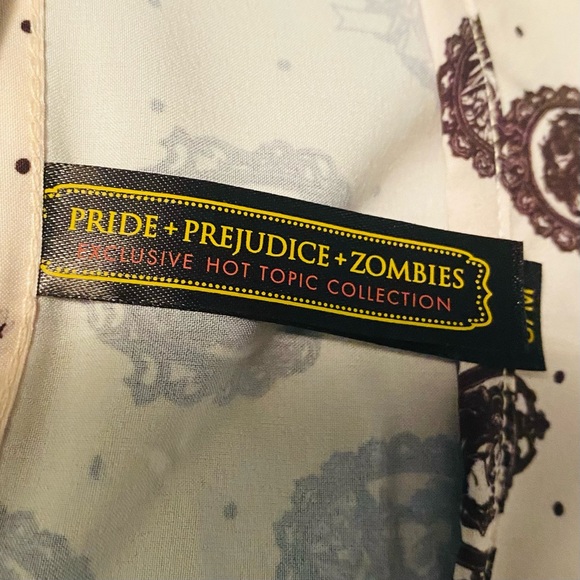 PRIDE + PREJUDICE + ZOMBIES
EXCLUSIVE HOT TOPIC COLLECTION